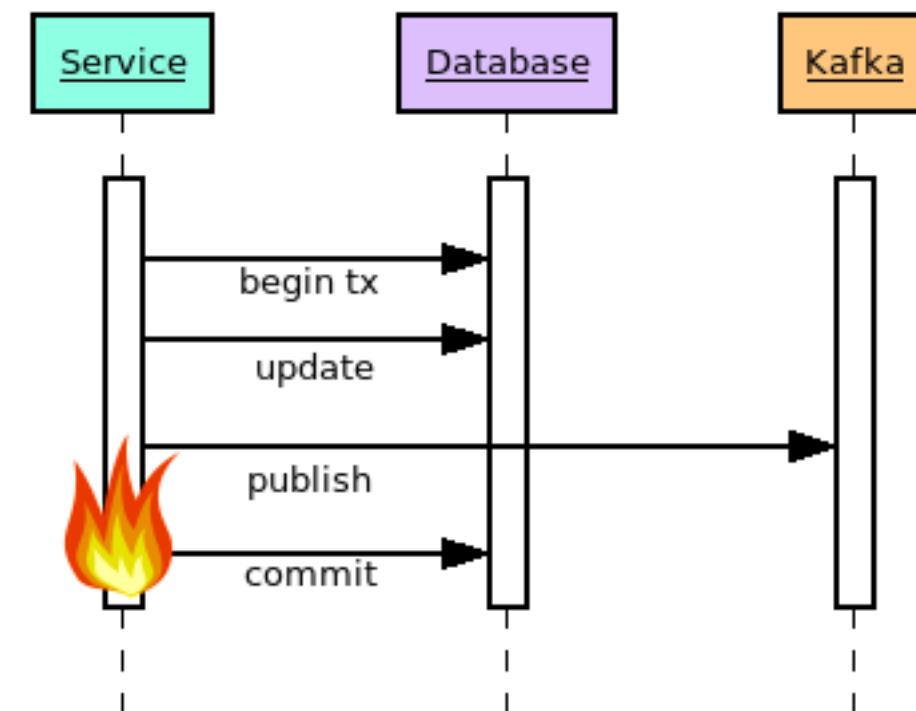 Service
Database
Kafka
begin tx
update
publish
commit